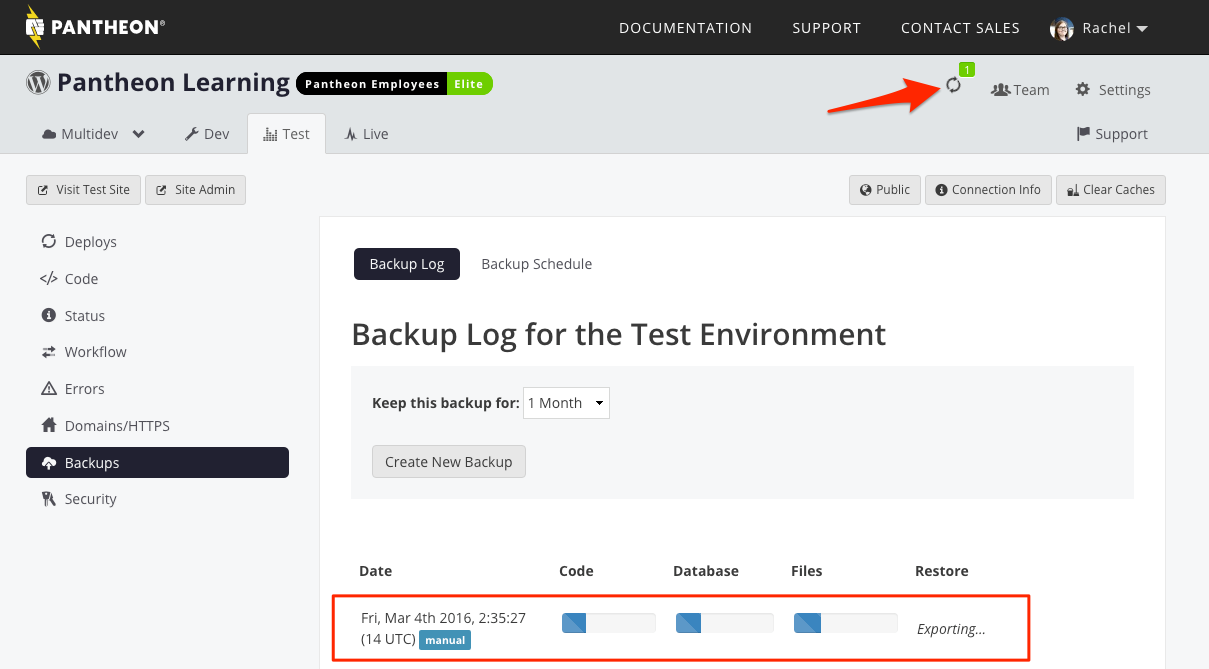 PANTHEON®
DOCUMENTATION SUPPORT CONTACT SALES Rachel
1
Pantheon Learning Pantheon Employees Elite
Team Settings
Multidev Dev Test Live Support
Visit Test Site Site Admin Public Connection Info Clear Caches
Deploys
Code
Status
Workflow
Errors
Domains/HTTPS
Backups
Security
Backup Log Backup Schedule
Backup Log for the Test Environment
Keep this backup for: 1 Month
Create New Backup
Date Code Database Files Restore
Fri, Mar 4th 2016, 2:35:27
(14 UTC) manual
Exporting...